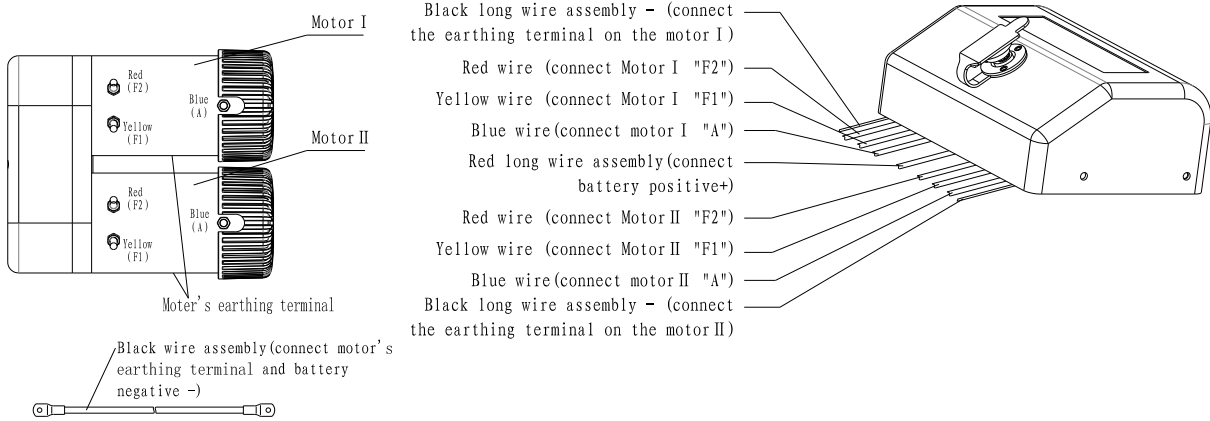 Motor I
Red
(F2)
Blue
(A)
Yellow
(F1)
Motor II
Red
(F2)
Blue
(A)
Yellow
(F1)
Moter's earthing terminal
Black wire assembly(connect motor's
earthing terminal and battery
negative -)
Black long wire assembly - (connect
the earthing terminal on the motor I)
Red wire (connect Motor I "F2")
Yellow wire (connect Motor I "F1")
Blue wire(connect motor I "A")
Red long wire assembly(connect
battery positive+)
Red wire (connect Motor II "F2")
Yellow wire (connect Motor II "F1")
Blue wire(connect motor II "A")
Black long wire assembly - (connect
the earthing terminal on the motor II)